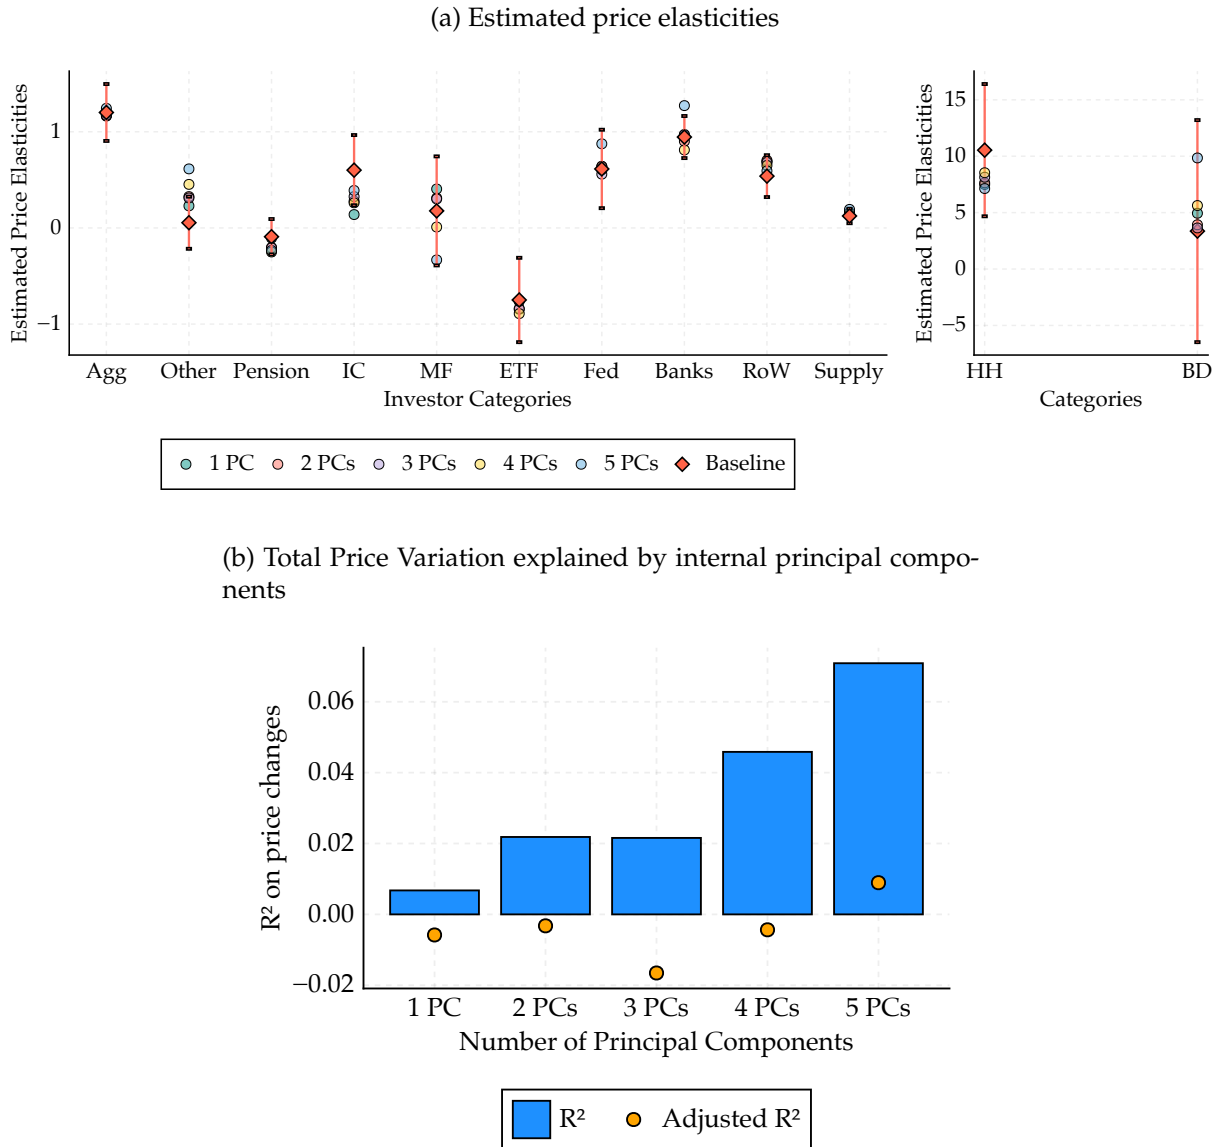 (a) Estimated price elasticities
Estimated Price Elasticities
1
0
−1
Agg Other Pension IC MF ETF Fed Banks RoW Supply
Investor Categories
Estimated Price Elasticities
15
10
5
0
−5
HH BD
Categories
1 PC 2 PCs 3 PCs 4 PCs 5 PCs Baseline
(b) Total Price Variation explained by internal principal compo-
nents
R² on price changes
0.06
0.04
0.02
0.00
−0.02
1 PC 2 PCs 3 PCs 4 PCs 5 PCs
Number of Principal Components
R² Adjusted R²